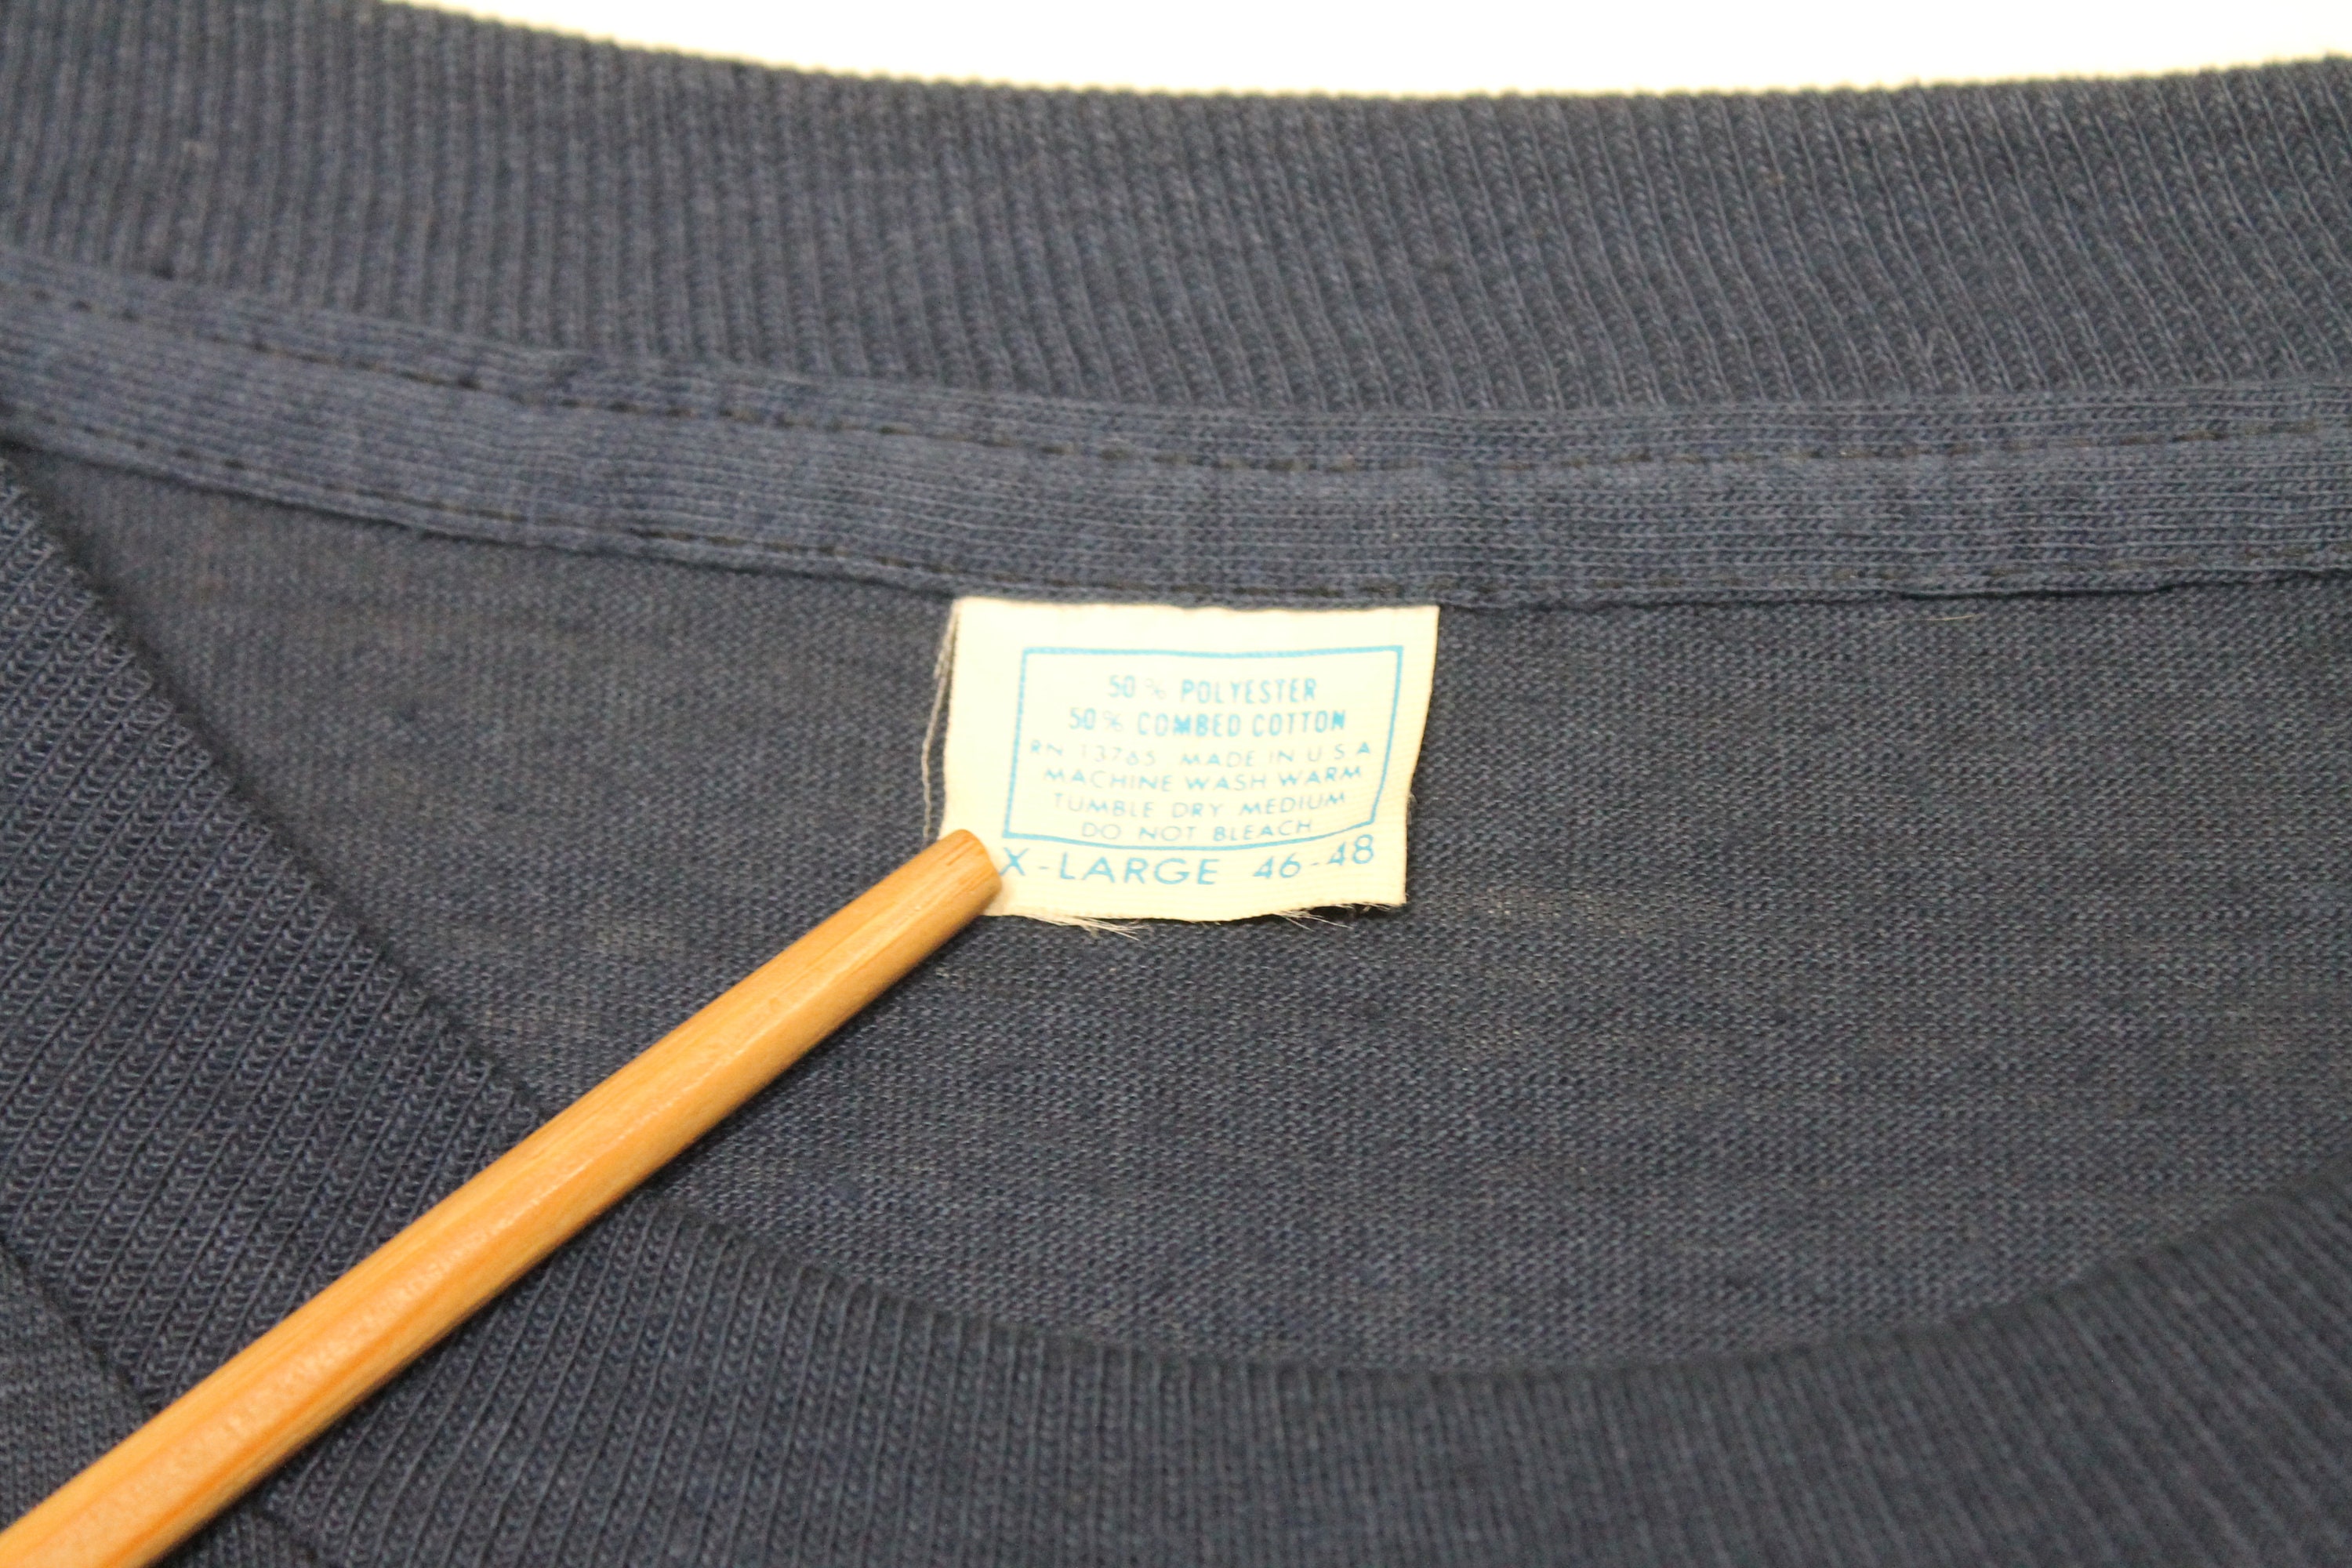 50% POLYESTER
50% COMBED COTTON
RN 13765 MADE IN U.S.A
MACHINE WASH WARM
TUMBLE DRY MEDIUM
DO NOT BLEACH
X-LARGE 46-48